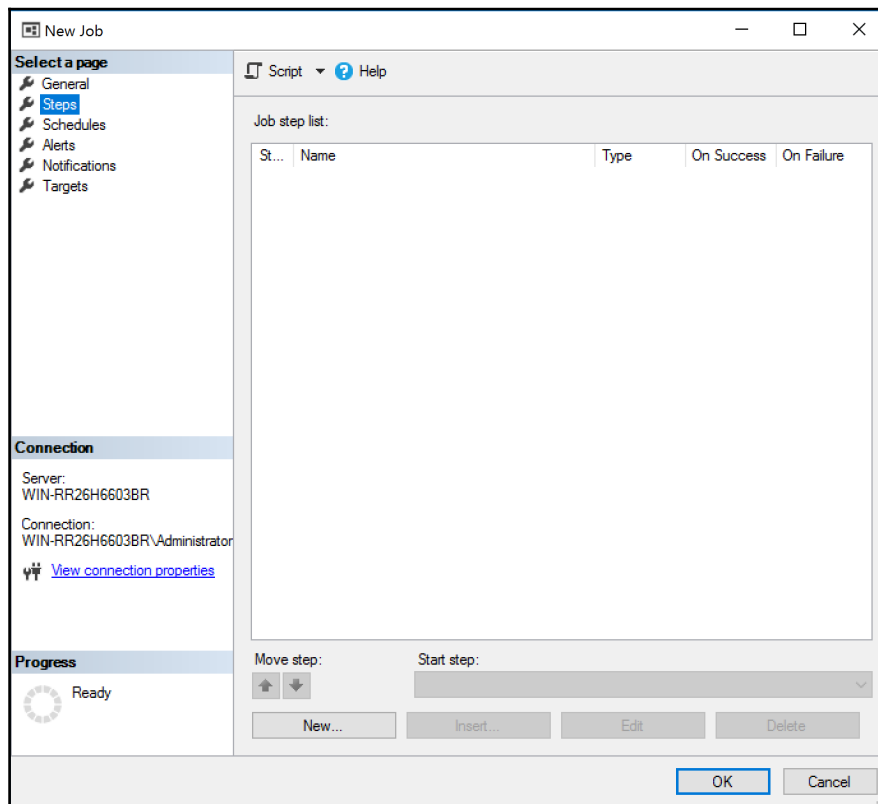 New Job
Select a page
General
Steps
Schedules
Alerts
Notifications
Targets
Connection
Server:
WIN-RR26H6603BR
Connection:
WIN-RR26H6603BR\Administrator
View connection properties
Progress
Ready
Script Help
Job step list:
St... Name Type On Success On Failure
Move step: Start step:
New... Insert... Edit Delete
OK Cancel